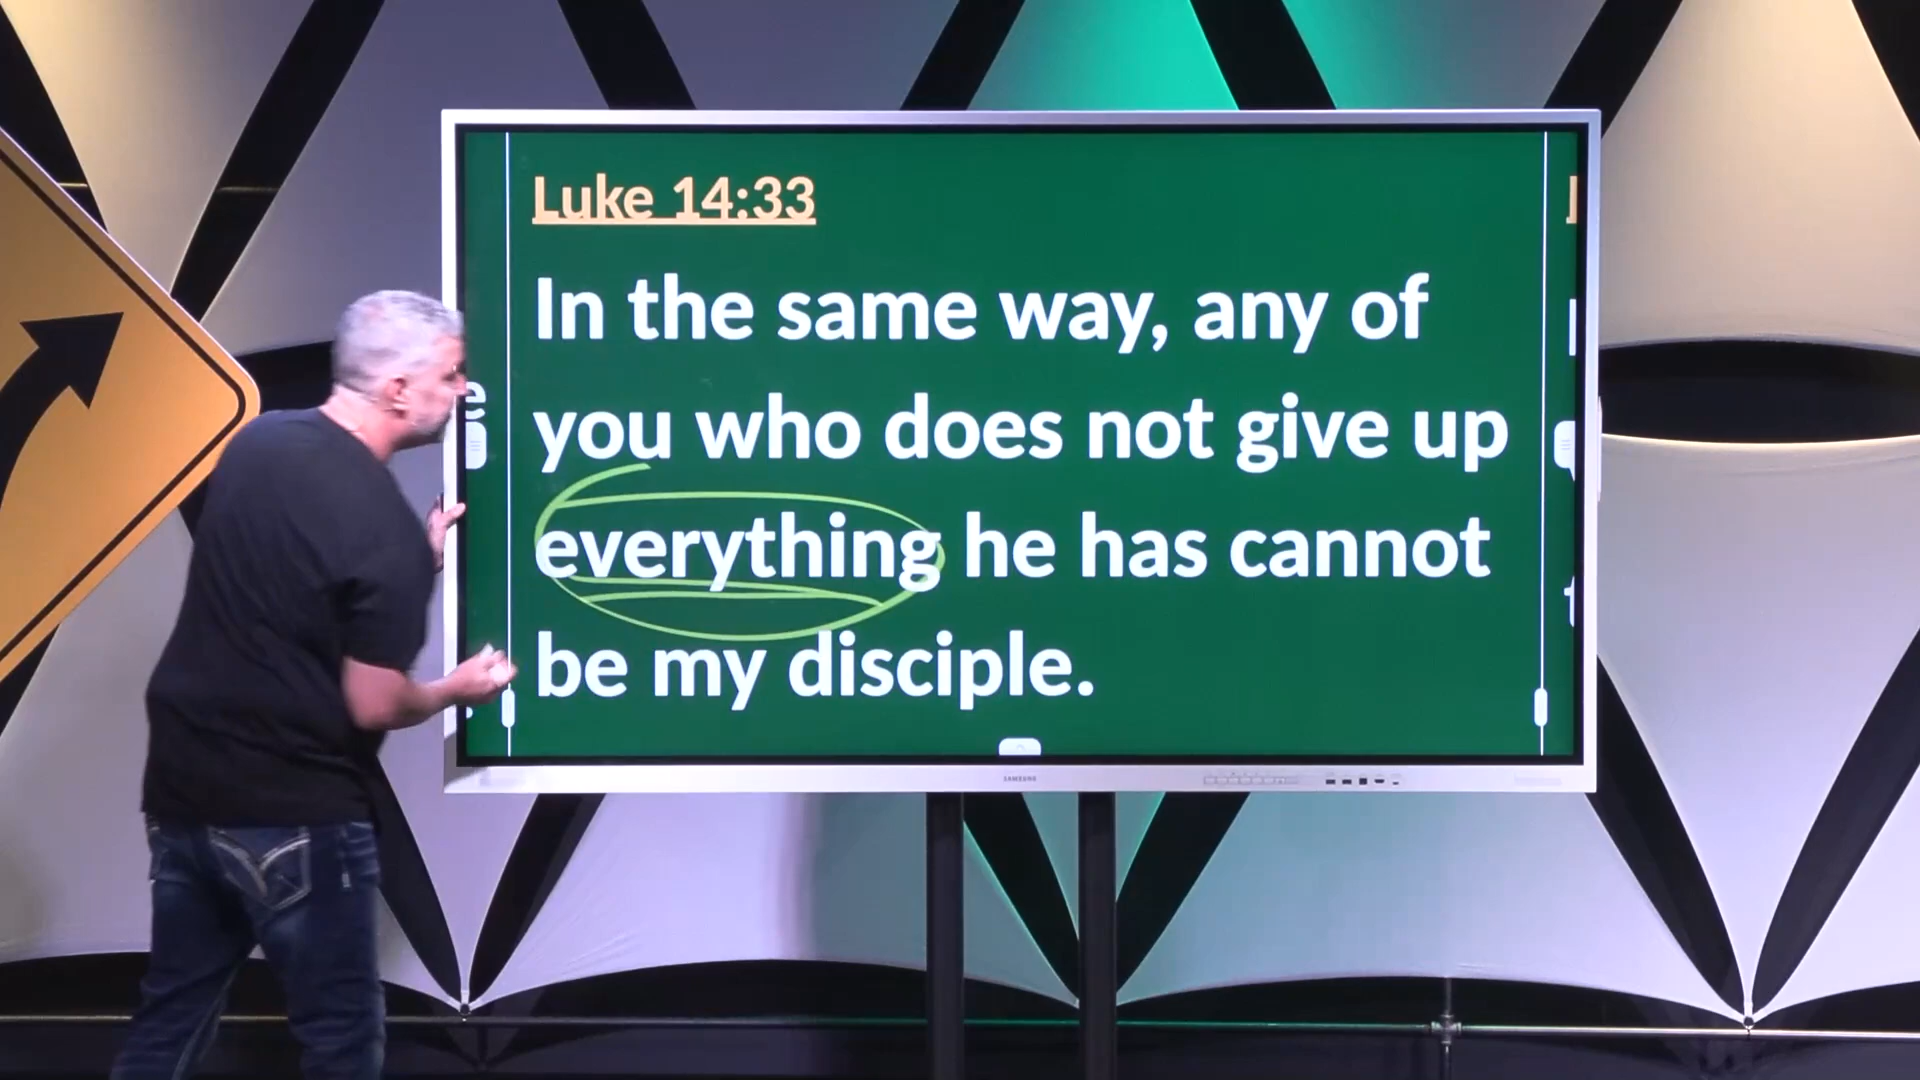 Luke 14:33
In the same way, any of
you who does not give up
everything he has cannot
be my disciple.
SAMSUNG